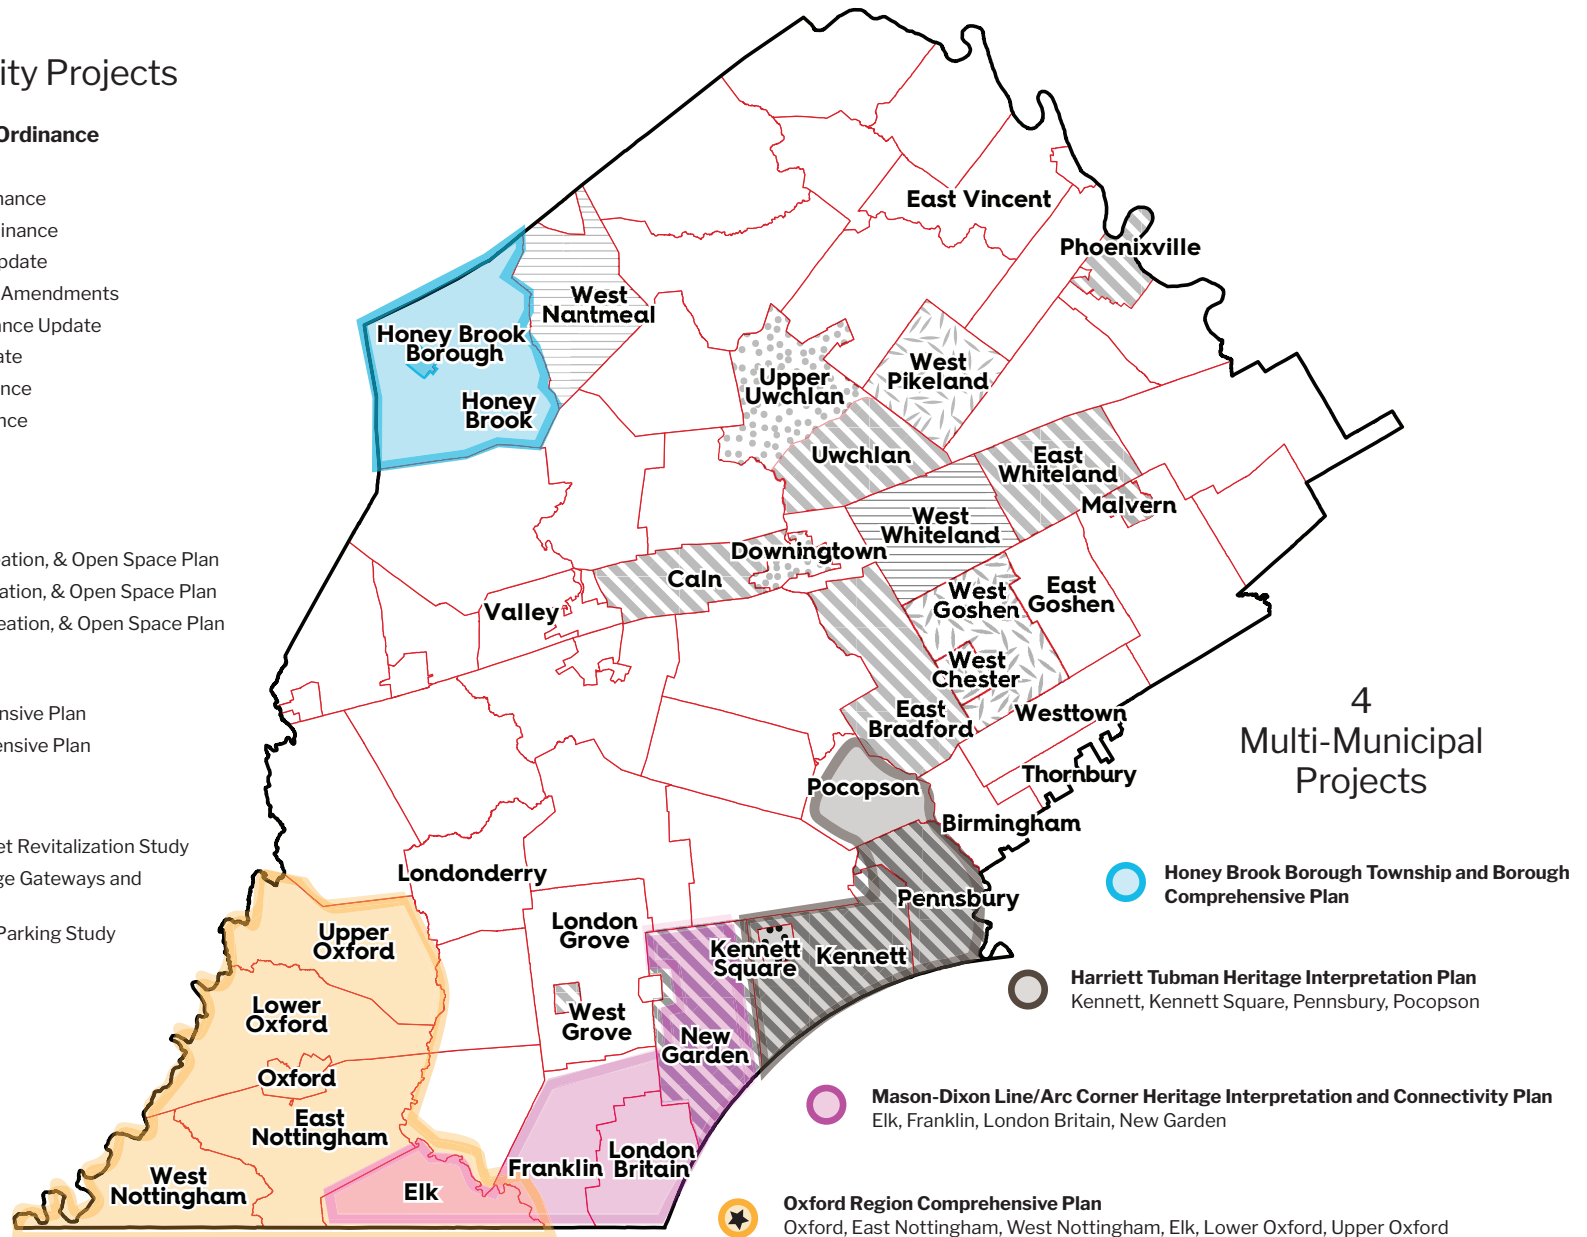 ity Projects
Ordinance
nance
inance
pdate
Amendments
ance Update
ate
nce
nce
eation, & Open Space Plan
ation, & Open Space Plan
eation, & Open Space Plan
nsive Plan
ensive Plan
et Revitalization Study
ge Gateways and
Parking Study
East Vincent
Phoenixville
West
Nantmeal
Honey Brook
Borough
Honey
Brook
Upper
Uwchlan
West
Pikeland
Uwchlan
East
Whiteland
Malvern
West
Whiteland
Downingtown
Caln
Valley
West
Goshen
East
Goshen
West
Chester
East
Bradford
Westtown
Thornbury
Pocopson
Birmingham
Londonderry
Pennsbury
London
Grove
Kennett
Square
Kennett
Upper
Oxford
Lower
Oxford
West
Grove
New
Garden
Oxford
East
Nottingham
Franklin
London
Britain
West
Nottingham
Elk
4
Multi-Municipal
Projects
Honey Brook Borough Township and Borough
Comprehensive Plan
Harriett Tubman Heritage Interpretation Plan
Kennett, Kennett Square, Pennsbury, Pocopson
Mason-Dixon Line/Arc Corner Heritage Interpretation and Connectivity Plan
Elk, Franklin, London Britain, New Garden
Oxford Region Comprehensive Plan
Oxford, East Nottingham, West Nottingham, Elk, Lower Oxford, Upper Oxford